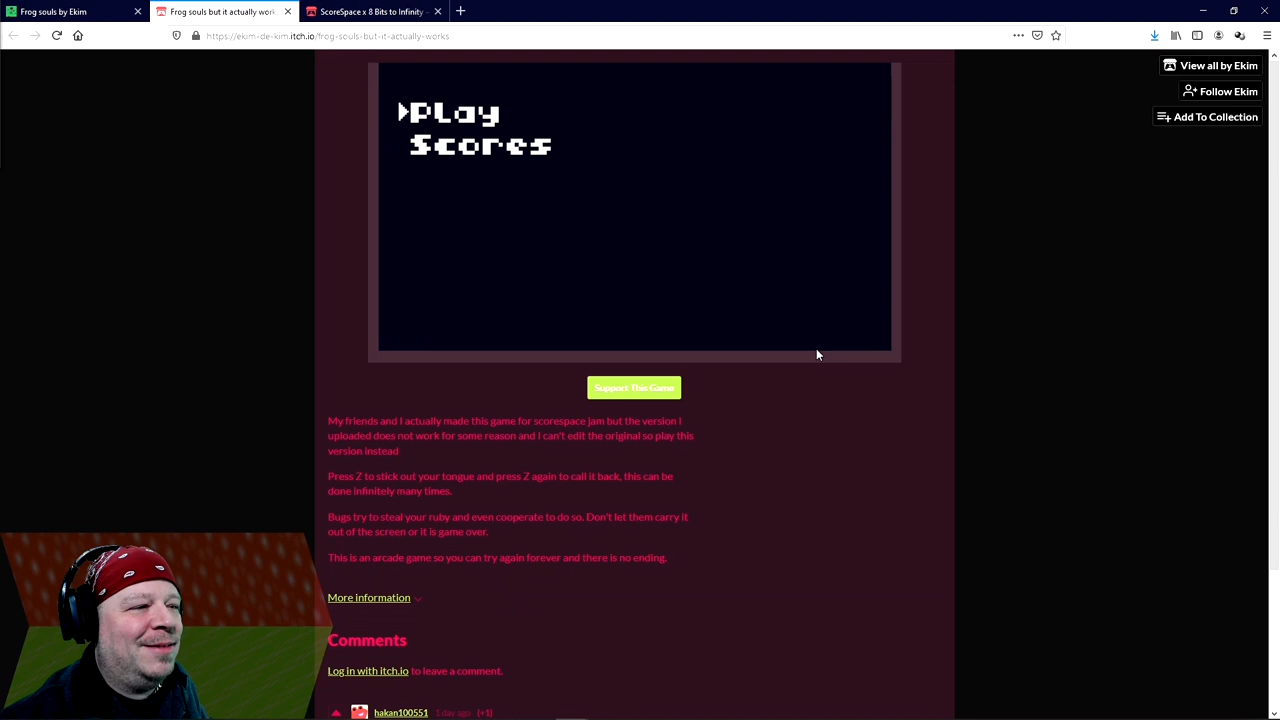 Frog souls by Ekim
Frog souls but it actually work
ScoreSpace x 8 Bits to Infinity -
https://ekim-de-kim.itch.io/frog-souls-but-it-actually-works
View all by Ekim
Follow Ekim
Add To Collection
Play
Scores
Support This Game
My friends and I actually made this game for scorespace jam but the version I
uploaded does not work for some reason and I can't edit the original so play this
version instead
Press Z to stick out your tongue and press Z again to call it back, this can be
done infinitely many times.
Bugs try to steal your ruby and even cooperate to do so. Don't let them carry it
out of the screen or it is game over.
This is an arcade game so you can try again forever and there is no ending.
More information
Comments
Log in with itch.io to leave a comment.
hakan100551 1 day ago (+1)